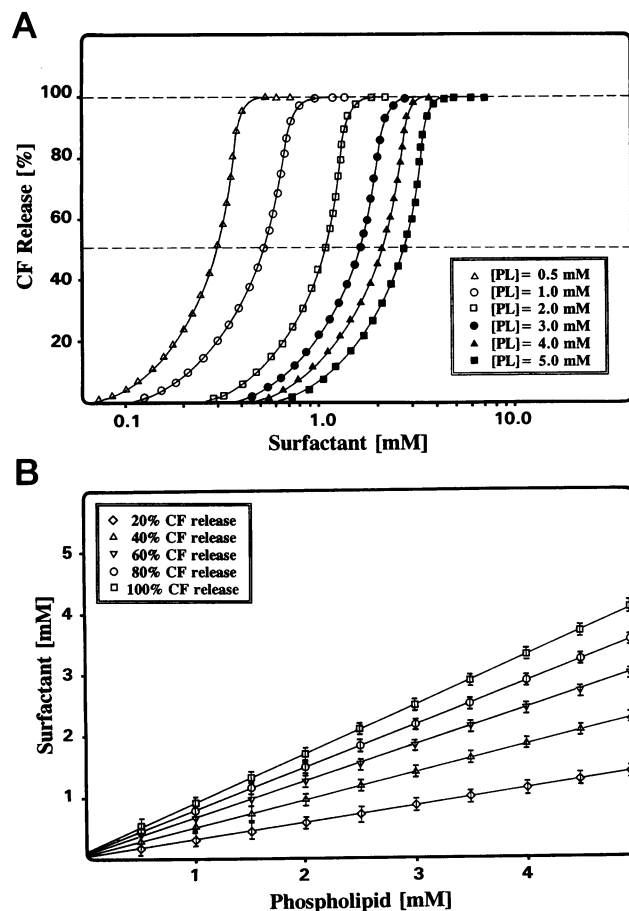 A
CF Release [%]
100
80
60
40
20
△ [PL]= 0.5 mM
○ [PL]= 1.0 mM
□ [PL]= 2.0 mM
● [PL]= 3.0 mM
▲ [PL]= 4.0 mM
■ [PL]= 5.0 mM
0.1
1.0
10.0
Surfactant [mM]
B
Surfactant [mM]
◇ 20% CF release
△ 40% CF release
▽ 60% CF release
○ 80% CF release
□ 100% CF release
5
4
3
2
1
1
2
3
4
Phospholipid [mM]